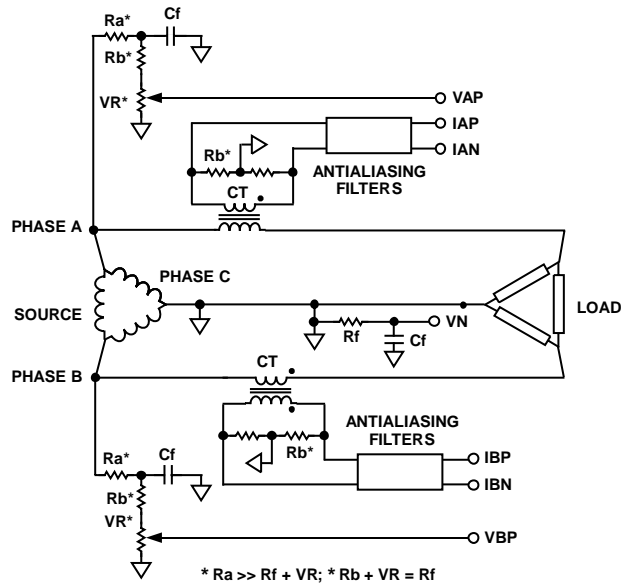 Ra*
Cf
Rb*
VR*
VAP
IAP
Rb*
IAN
ANTIALIASING
FILTERS
CT
PHASE A
PHASE C
SOURCE
LOAD
VN
Rf
Cf
PHASE B
CT
ANTIALIASING
FILTERS
Rb*
Ra*
Cf
IBP
IBN
Rb*
VR*
VBP
* Ra >> Rf + VR; * Rb + VR = Rf